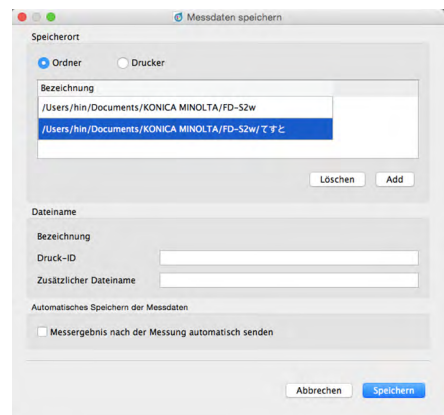 Messdaten speichern
Speicherort
Ordner Drucker
Bezeichnung
/Users/hin/Documents/KONICA MINOLTA/FD-S2w
/Users/hin/Documents/KONICA MINOLTA/FD-S2w/てすと
Löschen Add
Dateiname
Bezeichnung
Druck-ID
Zusätzlicher Dateiname
Automatisches Speichern der Messdaten
Messergebnis nach der Messung automatisch senden
Abbrechen Speichern